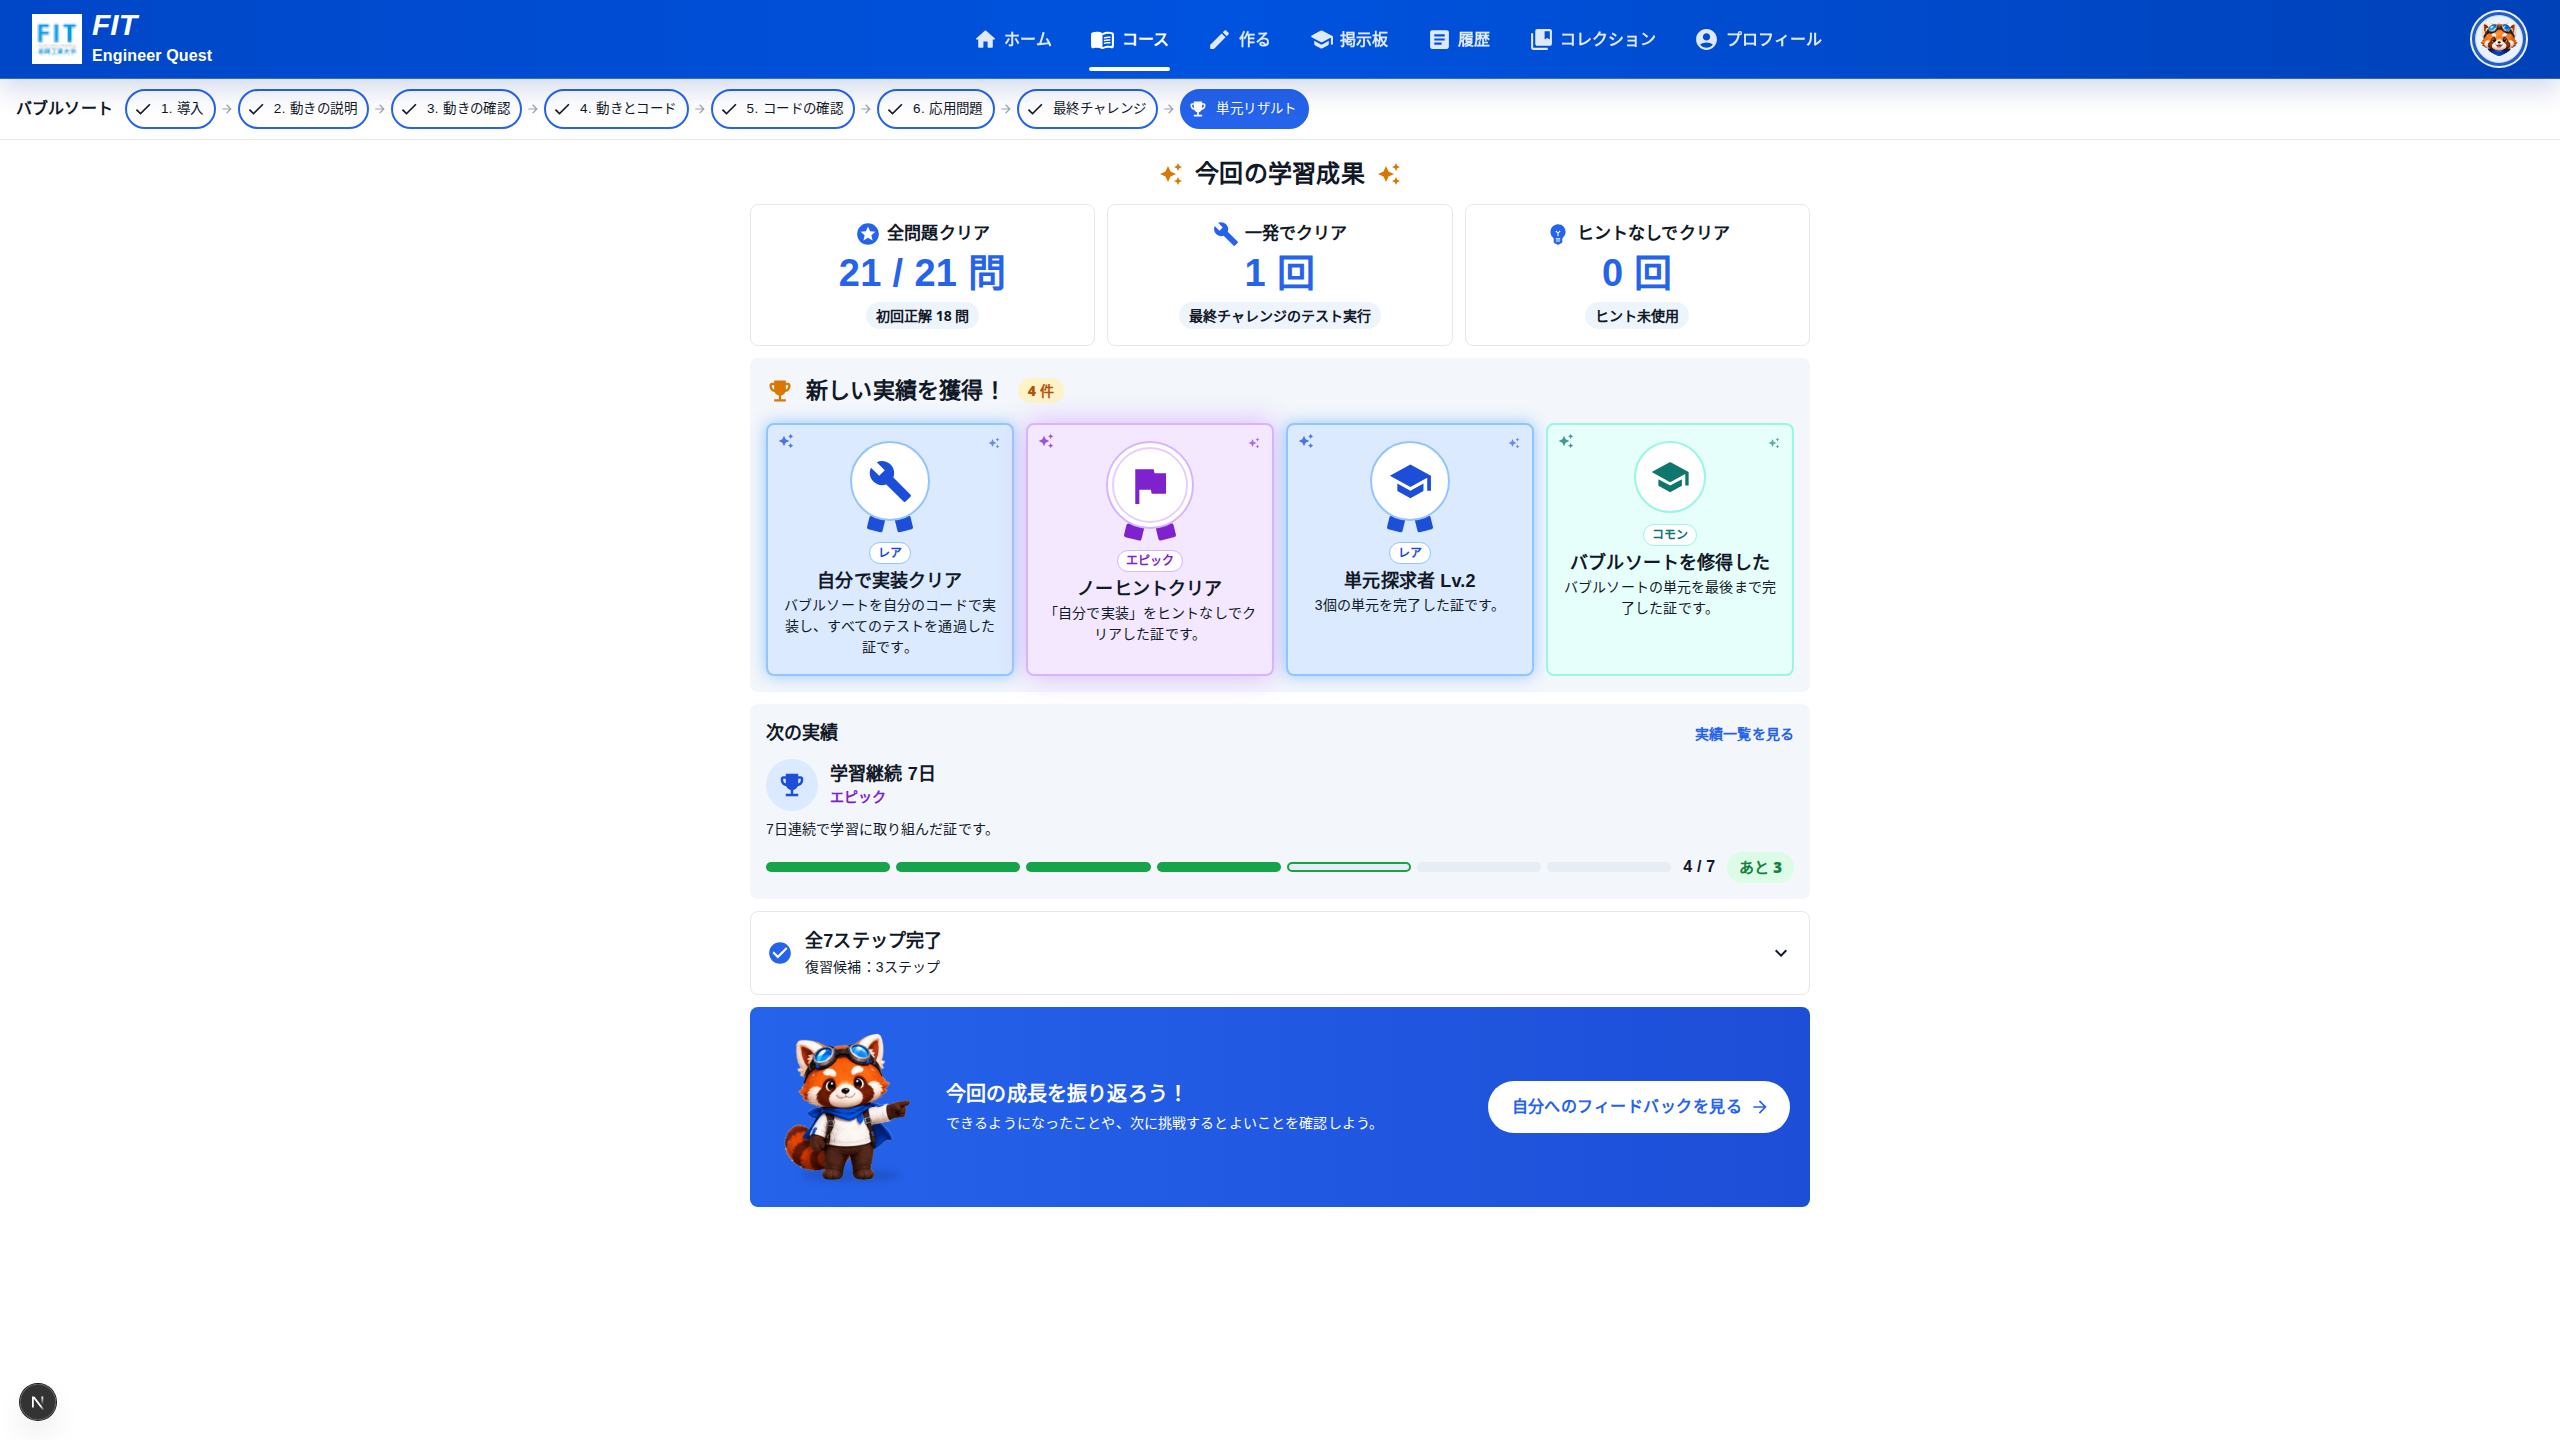 FIT
FIT
Engineer Quest
ホーム
コース
作る
掲示板
履歴
コレクション
プロフィール
バブルソート
1. 導入
2. 動きの説明
3. 動きの確認
4. 動きとコード
5. コードの確認
6. 応用問題
最終チャレンジ
単元リザルト
今回の学習成果
全問題クリア
21 / 21 問
初回正解 18 問
一発でクリア
1 回
最終チャレンジのテスト実行
ヒントなしでクリア
0 回
ヒント未使用
新しい実績を獲得！
4 件
レア
自分で実装クリア
バブルソートを自分のコードで実
装し、すべてのテストを通過した
証です。
エピック
ノーヒントクリア
「自分で実装」をヒントなしでク
リアした証です。
レア
単元探求者 Lv.2
3個の単元を完了した証です。
コモン
バブルソートを修得した
バブルソートの単元を最後まで完
了した証です。
次の実績
実績一覧を見る
学習継続 7日
エピック
7日連続で学習に取り組んだ証です。
4 / 7
あと 3
全7ステップ完了
復習候補：3ステップ
今回の成長を振り返ろう！
できるようになったことや、次に挑戦するとよいことを確認しよう。
自分へのフィードバックを見る
N